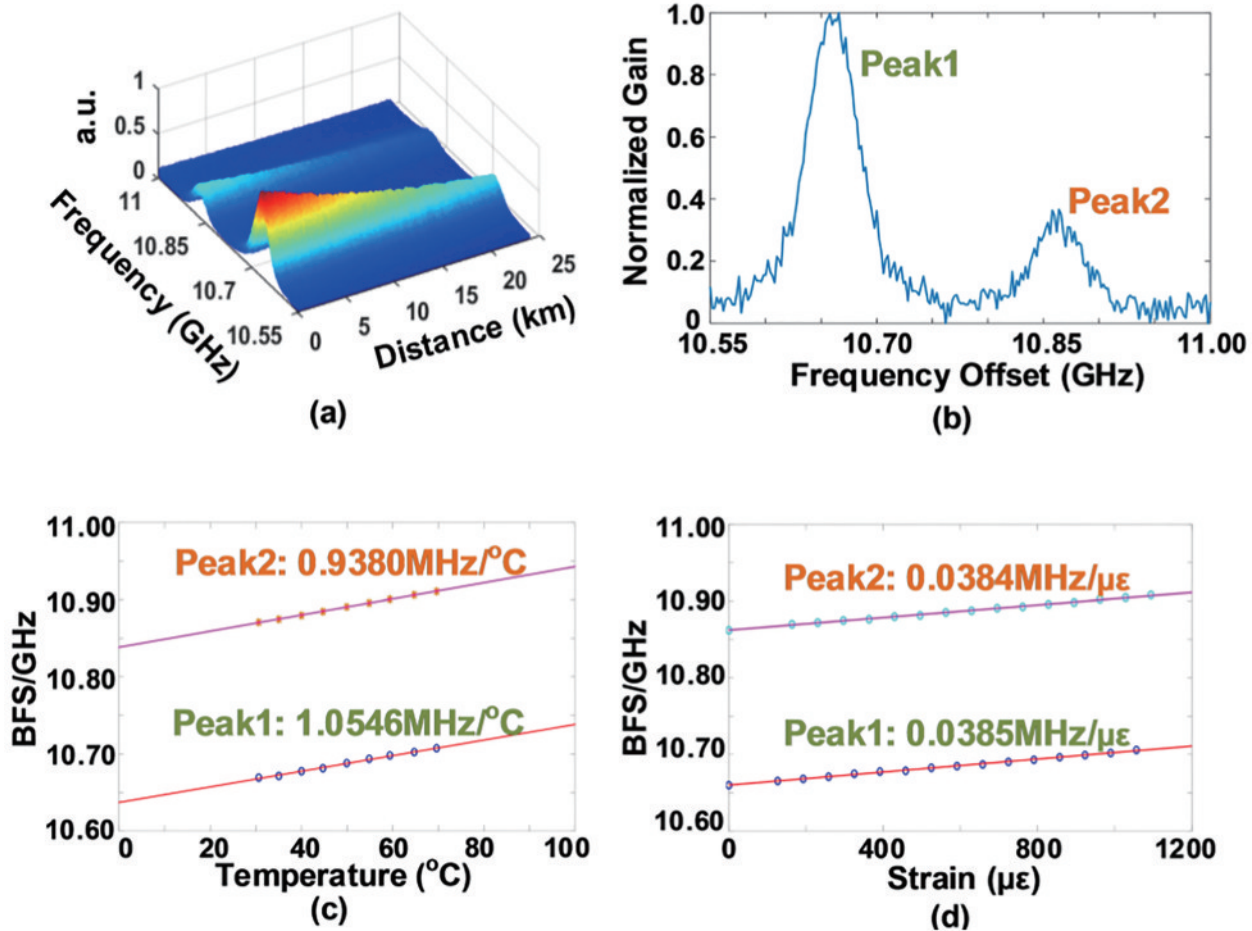 1
0.5
0
a.u.
11
10.85
10.7
10.55
Frequency (GHz)
0
5
10
15
20
25
Distance (km)
(a)
1.0
0.8
0.6
0.4
0.2
0
Normalized Gain
Peak1
Peak2
10.55
10.70
10.85
11.00
Frequency Offset (GHz)
(b)
11.00
10.90
10.80
10.70
10.60
BFS/GHz
Peak2: 0.9380MHz/°C
Peak1: 1.0546MHz/°C
0
20
40
60
80
100
Temperature (°C)
(c)
11.00
10.90
10.80
10.70
10.60
BFS/GHz
Peak2: 0.0384MHz/με
Peak1: 0.0385MHz/με
0
400
800
1200
Strain (με)
(d)